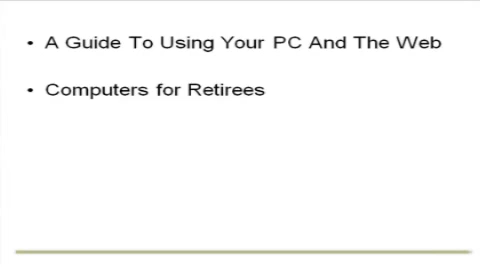 • A Guide To Using Your PC And The Web
• Computers for Retirees